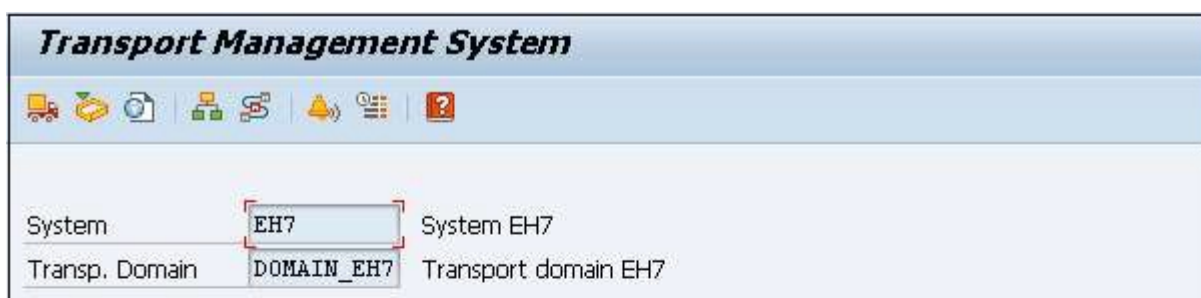 Transport Management System
System EH7 System EH7
Transp. Domain DOMAIN_EH7 Transport domain EH7